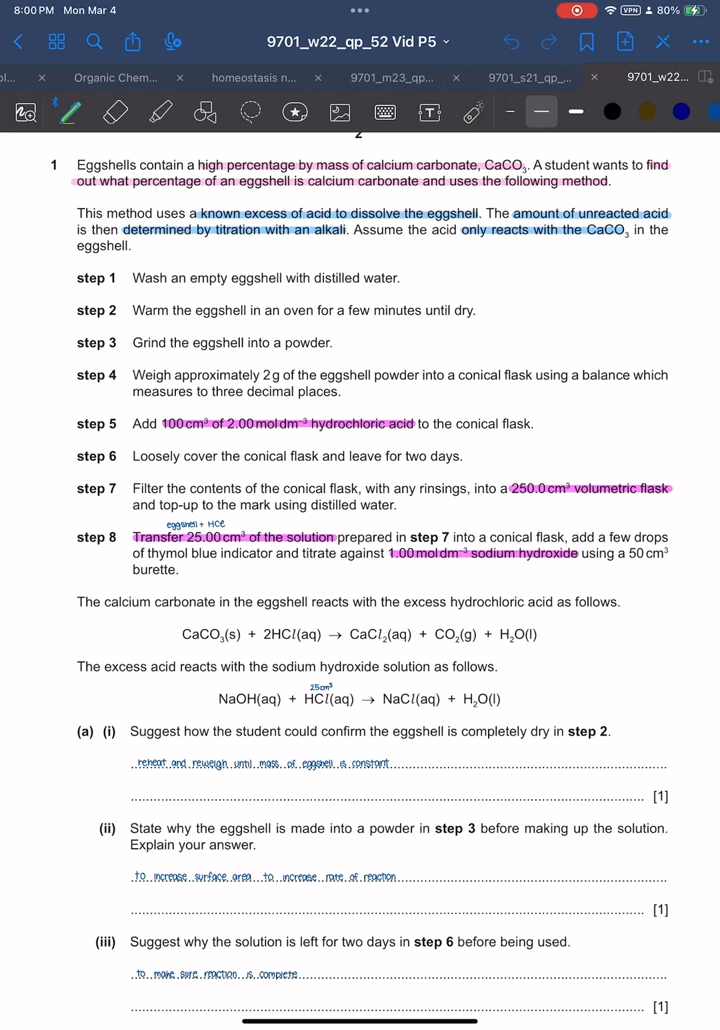 8:00 PM Mon Mar 4
VPN 80%
9701_w22_qp_52 Vid P5
Organic Chem...
homeostasis n...
9701_m23_qp...
9701_s21_qp_...
9701_w22...
2
1 Eggshells contain a high percentage by mass of calcium carbonate, CaCO₃. A student wants to find
out what percentage of an eggshell is calcium carbonate and uses the following method.
This method uses a known excess of acid to dissolve the eggshell. The amount of unreacted acid
is then determined by titration with an alkali. Assume the acid only reacts with the CaCO₃ in the
eggshell.
step 1 Wash an empty eggshell with distilled water.
step 2 Warm the eggshell in an oven for a few minutes until dry.
step 3 Grind the eggshell into a powder.
step 4 Weigh approximately 2 g of the eggshell powder into a conical flask using a balance which
measures to three decimal places.
step 5 Add 100 cm³ of 2.00 mol dm⁻³ hydrochloric acid to the conical flask.
step 6 Loosely cover the conical flask and leave for two days.
step 7 Filter the contents of the conical flask, with any rinsings, into a 250.0 cm³ volumetric flask
and top-up to the mark using distilled water.
eggshell + HCl
step 8 Transfer 25.00 cm³ of the solution prepared in step 7 into a conical flask, add a few drops
of thymol blue indicator and titrate against 1.00 mol dm⁻³ sodium hydroxide using a 50 cm³
burette.
The calcium carbonate in the eggshell reacts with the excess hydrochloric acid as follows.
CaCO₃(s) + 2HCl(aq) → CaCl₂(aq) + CO₂(g) + H₂O(l)
The excess acid reacts with the sodium hydroxide solution as follows.
25cm³
NaOH(aq) + HCl(aq) → NaCl(aq) + H₂O(l)
(a) (i) Suggest how the student could confirm the eggshell is completely dry in step 2.
reheat and reweigh until mass of eggshell is constant
[1]
(ii) State why the eggshell is made into a powder in step 3 before making up the solution.
Explain your answer.
to increase surface area to increase rate of reaction
[1]
(iii) Suggest why the solution is left for two days in step 6 before being used.
to make sure reaction is complete
[1]